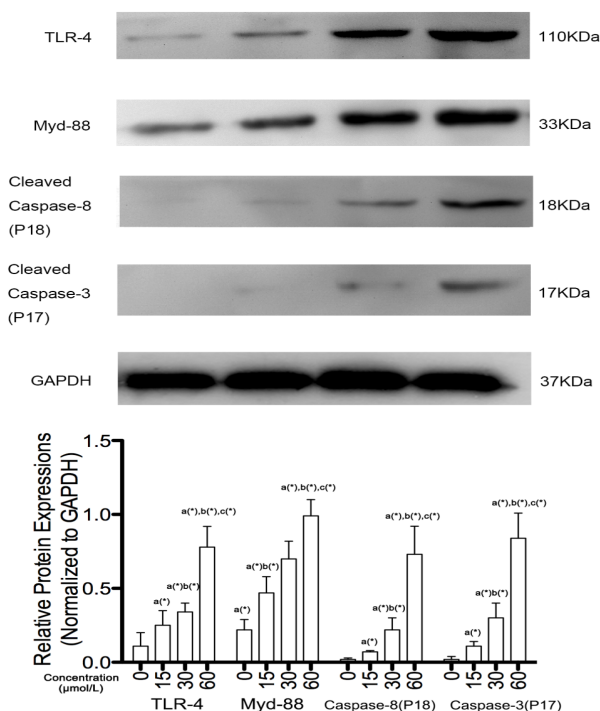 TLR-4
110KDa
Myd-88
33KDa
Cleaved
Caspase-8
(P18)
18KDa
Cleaved
Caspase-3
(P17)
17KDa
GAPDH
37KDa
Relative Protein Expressions
(Normalized to GAPDH)
1.5
1.0
0.5
0.0
a(*)
a(*)b(*)
a(*),b(*),c(*)
a(*)
a(*)b(*)
a(*),b(*),c(*)
a(*)
a(*)b(*)
a(*),b(*),c(*)
a(*)
a(*)b(*)
a(*),b(*),c(*)
Concentration
(μmol/L)
0 15 30 60 0 15 30 60 0 15 30 60 0 15 30 60
TLR-4 Myd-88 Caspase-8(P18) Caspase-3(P17)